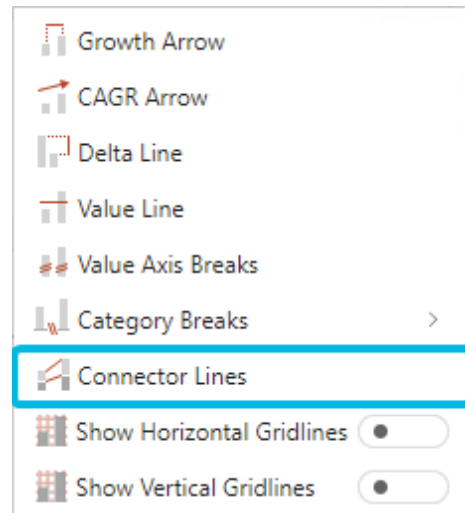 Growth Arrow
CAGR Arrow
Delta Line
Value Line
Value Axis Breaks
Category Breaks
Connector Lines
Show Horizontal Gridlines
Show Vertical Gridlines